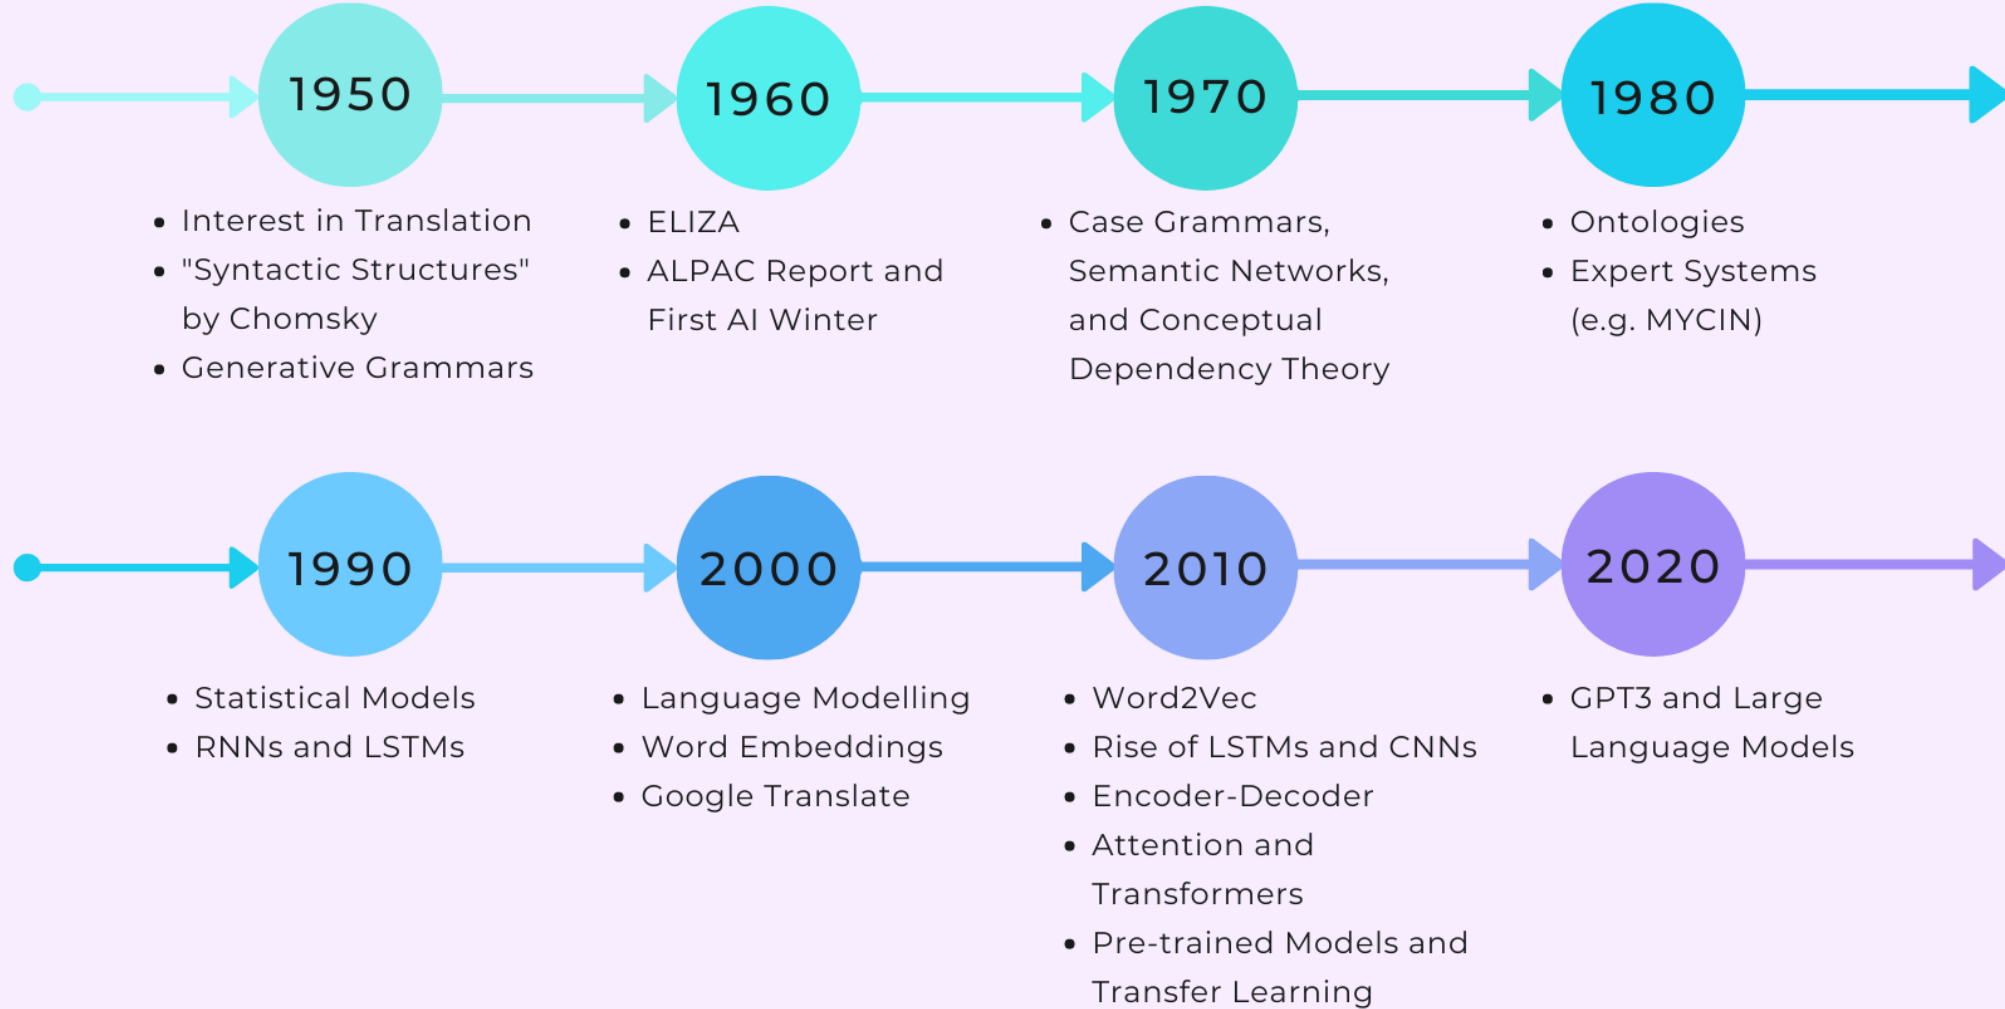 1950
Interest in Translation
"Syntactic Structures"
by Chomsky
Generative Grammars
1960
ELIZA
ALPAC Report and
First AI Winter
1970
Case Grammars,
Semantic Networks,
and Conceptual
Dependency Theory
1980
Ontologies
Expert Systems
(e.g. MYCIN)
1990
Statistical Models
RNNs and LSTMs
2000
Language Modelling
Word Embeddings
Google Translate
2010
Word2Vec
Rise of LSTMs and CNNs
Encoder-Decoder
Attention and
Transformers
Pre-trained Models and
Transfer Learning
2020
GPT3 and Large
Language Models